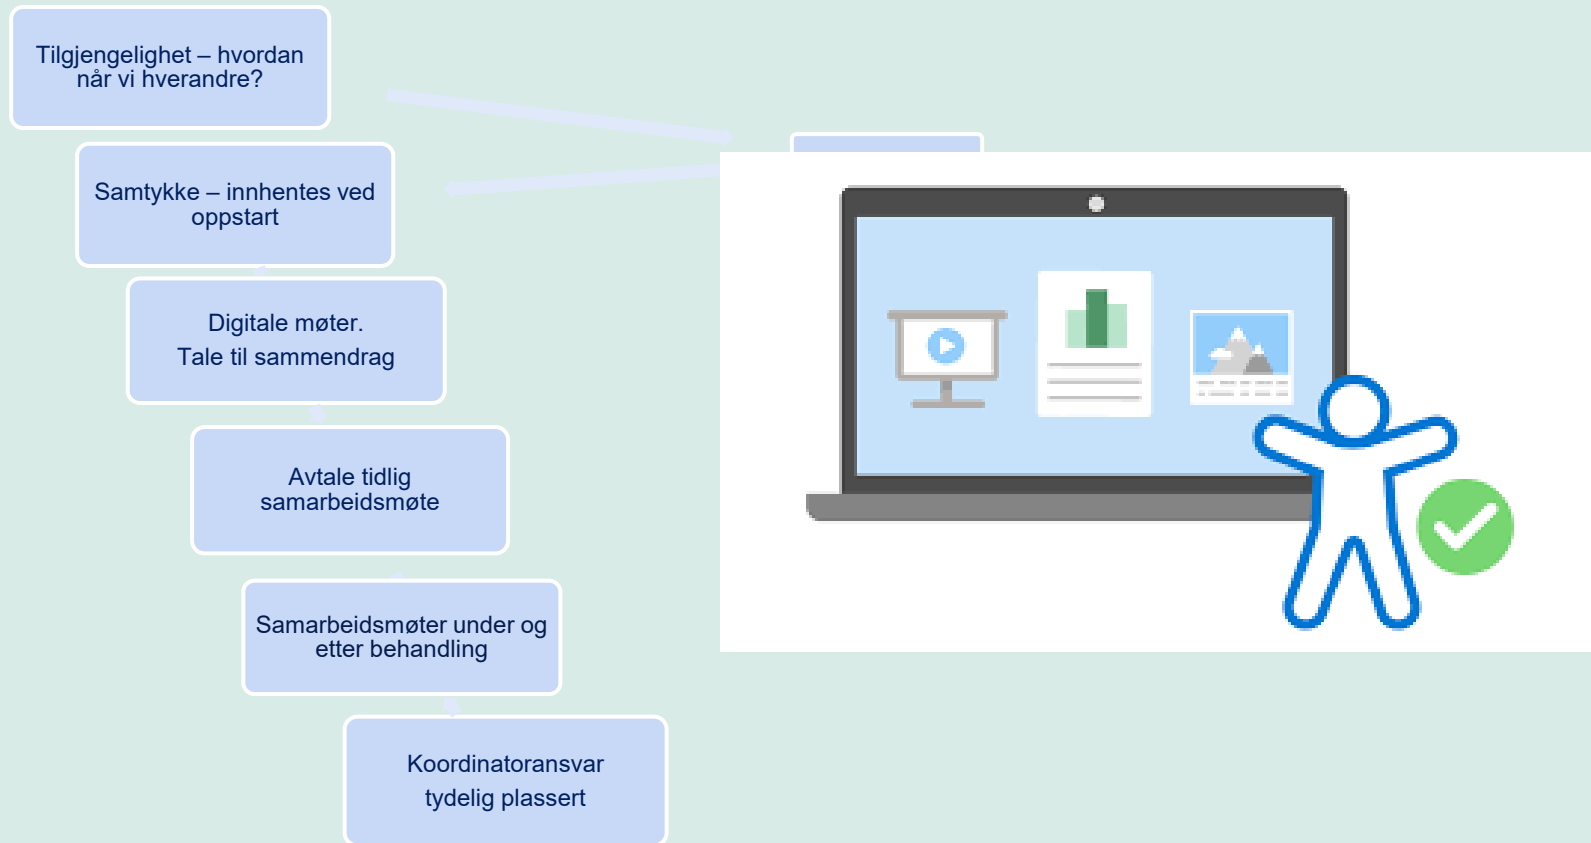 Tilgjengelighet – hvordan
når vi hverandre?
Samtykke – innhentes ved
oppstart
Digitale møter.
Tale til sammendrag
Avtale tidlig
samarbeidsmøte
Samarbeidsmøter under og
etter behandling
Koordinatoransvar
tydelig plassert